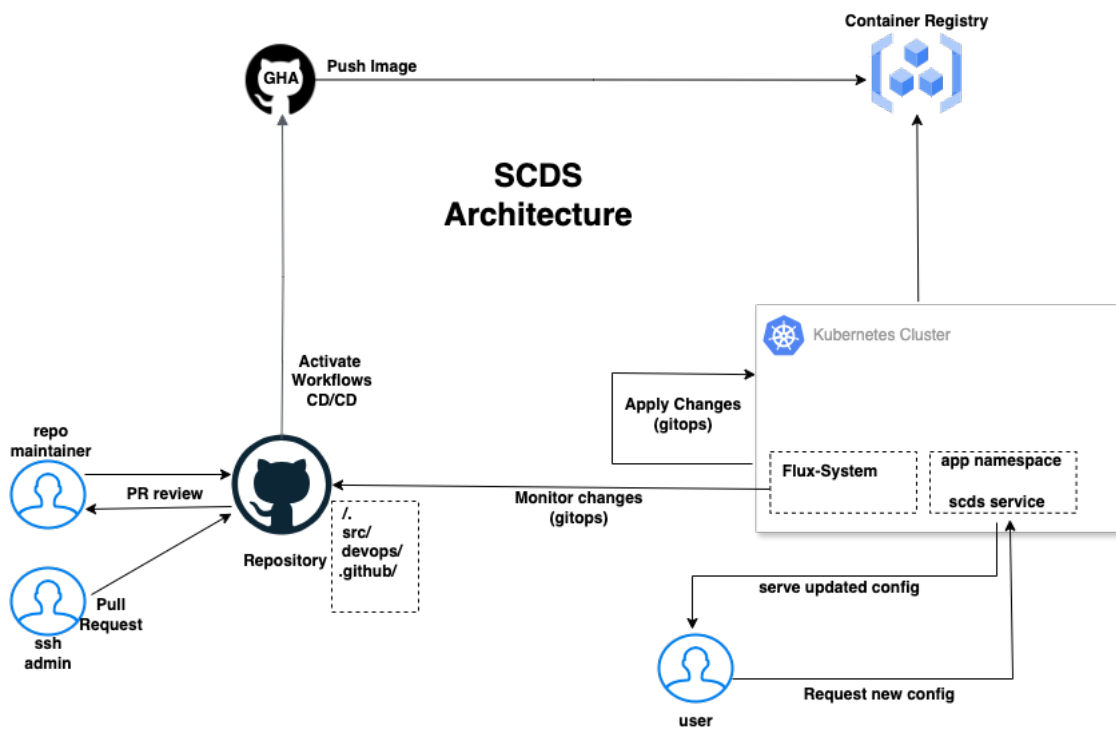 Container Registry
GHA
Push Image
SCDS
Architecture
Kubernetes Cluster
Activate
Workflows
CD/CD
Apply Changes
(gitops)
repo
maintainer
Flux-System
app namespace
scds service
PR review
Monitor changes
(gitops)
Repository
/.
src/
devops/
.github/
Pull
Request
ssh
admin
serve updated config
Request new config
user